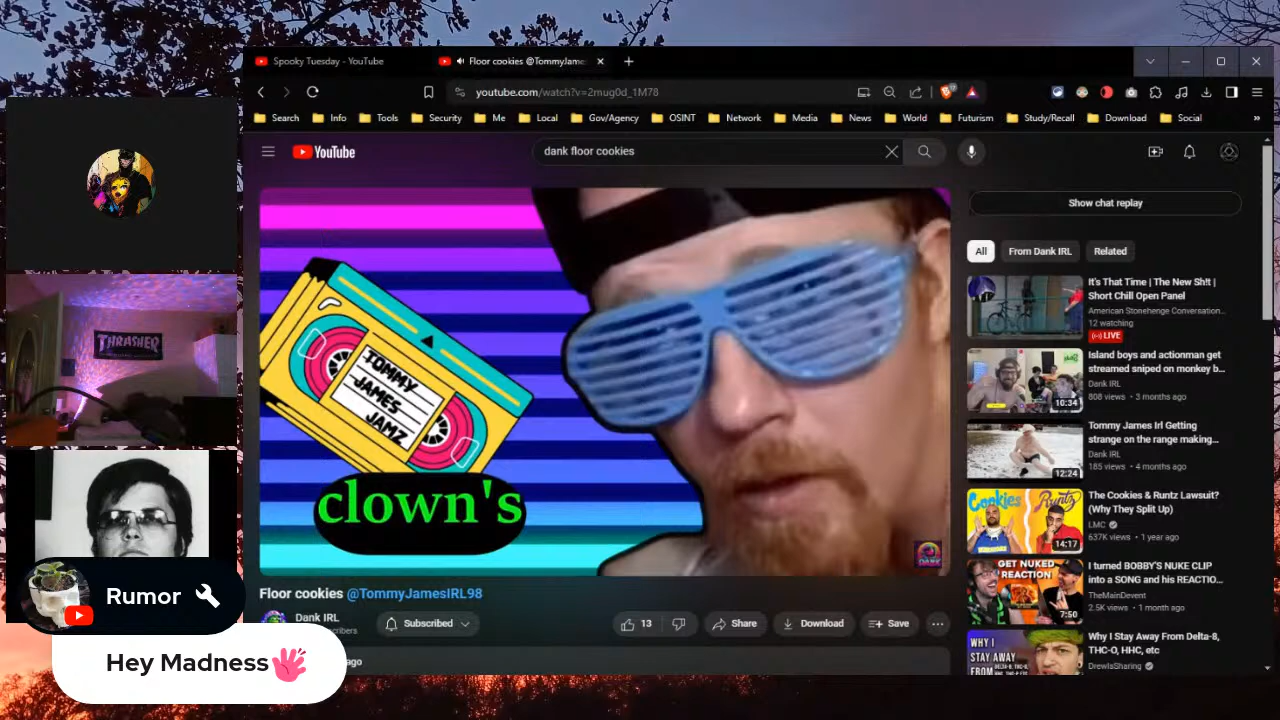 Spooky Tuesday - YouTube
Floor cookies @TommyJame
youtube.com/watch?v=2mug0d_1M78
Search
Info
Tools
Security
Me
Local
Gov/Agency
OSINT
Network
Media
News
World
Futurism
Study/Recall
Download
Social
»
YouTube
dank floor cookies
Show chat replay
All
From Dank IRL
Related
THRASHER
TOMMY
JAMES
JAMZ
clown's
It's That Time | The New Sh!t |
Short Chill Open Panel
American Stonehenge Conversation...
12 watching
LIVE
Island boys and actionman get
streamed sniped on monkey b...
Dank IRL
808 views • 3 months ago
10:34
Tommy James Irl Getting
strange on the range making...
Dank IRL
185 views • 4 months ago
12:24
Cookies
Runtz
The Cookies & Runtz Lawsuit?
(Why They Split Up)
LMC
637K views • 1 year ago
14:17
GET NUKED
REACTION
I turned BOBBY'S NUKE CLIP
into a SONG and his REACTIO...
TheMainDevent
2.5K views • 1 month ago
7:50
WHY I
STAY AWAY
FROM
Why I Stay Away From Delta-8,
THC-O, HHC, etc
DrewIsSharing
Floor cookies @TommyJamesIRL98
Dank IRL
scribers
Subscribed
13
Share
Download
Save
ago
Rumor
Hey Madness